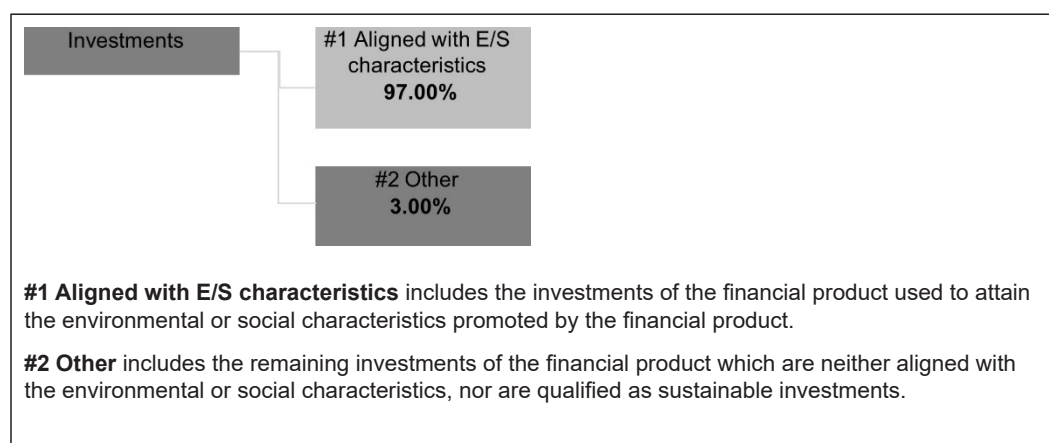 Investments
#1 Aligned with E/S
characteristics
97.00%
#2 Other
3.00%
#1 Aligned with E/S characteristics includes the investments of the financial product used to attain
the environmental or social characteristics promoted by the financial product.
#2 Other includes the remaining investments of the financial product which are neither aligned with
the environmental or social characteristics, nor are qualified as sustainable investments.